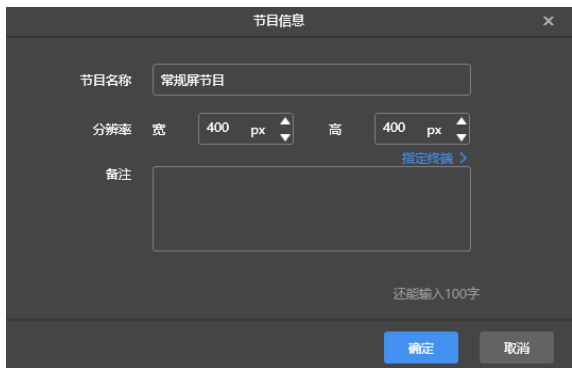 节目信息
节目名称 常规屏节目
分辨率 宽 400 px 高 400 px
指定终端
备注
还能输入100字
确定 取消